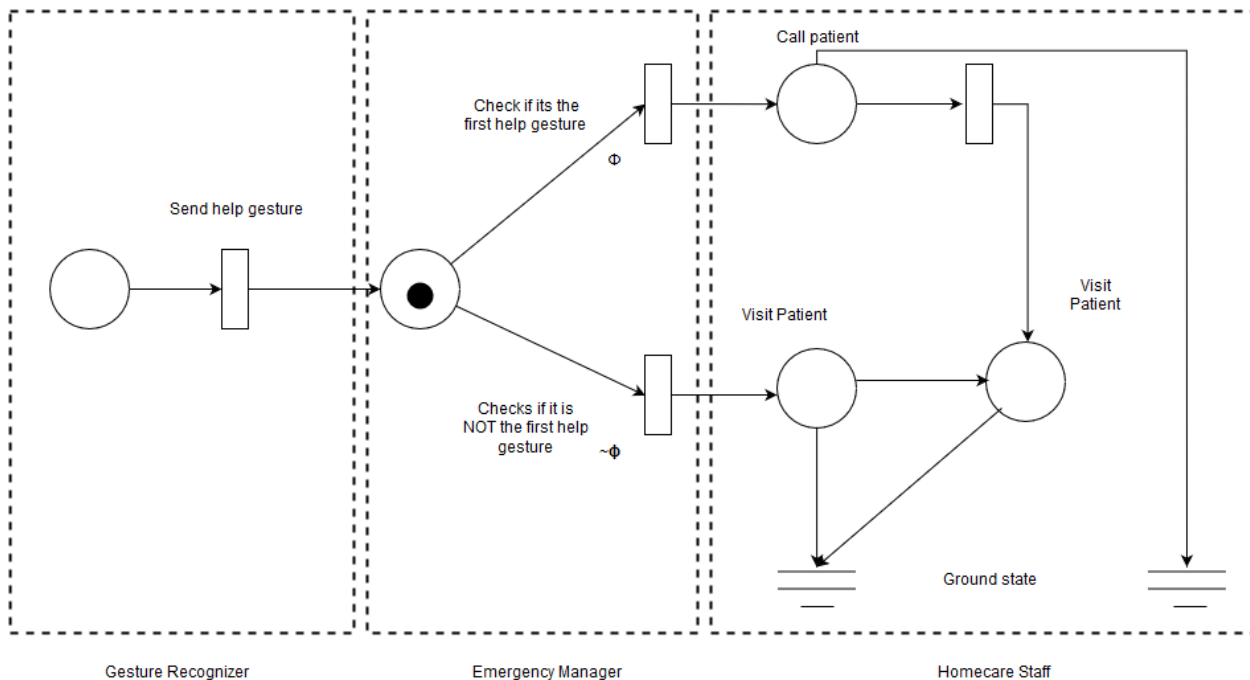 Call patient
Check if its the
first help gesture
Φ
Send help gesture
Visit
Patient
Visit Patient
Checks if it is
NOT the first help
gesture
~Φ
Ground state
Gesture Recognizer
Emergency Manager
Homecare Staff